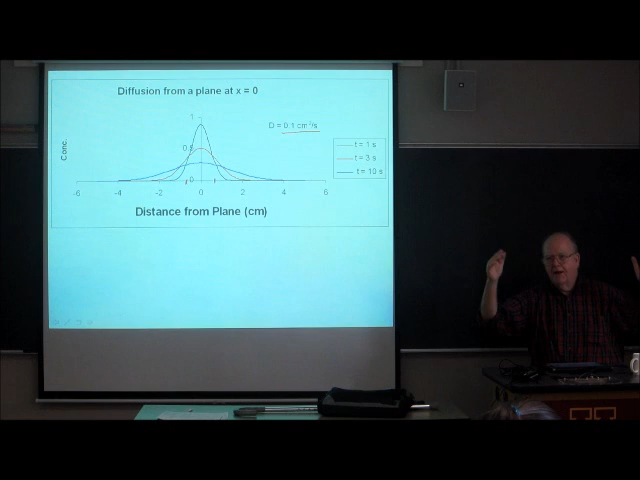 Diffusion from a plane at x = 0
1
D = 0.1 cm²/s
Conc.
t = 1 s
0.5
t = 3 s
t = 10 s
0
-6 -4 -2 0 2 4 6
Distance from Plane (cm)